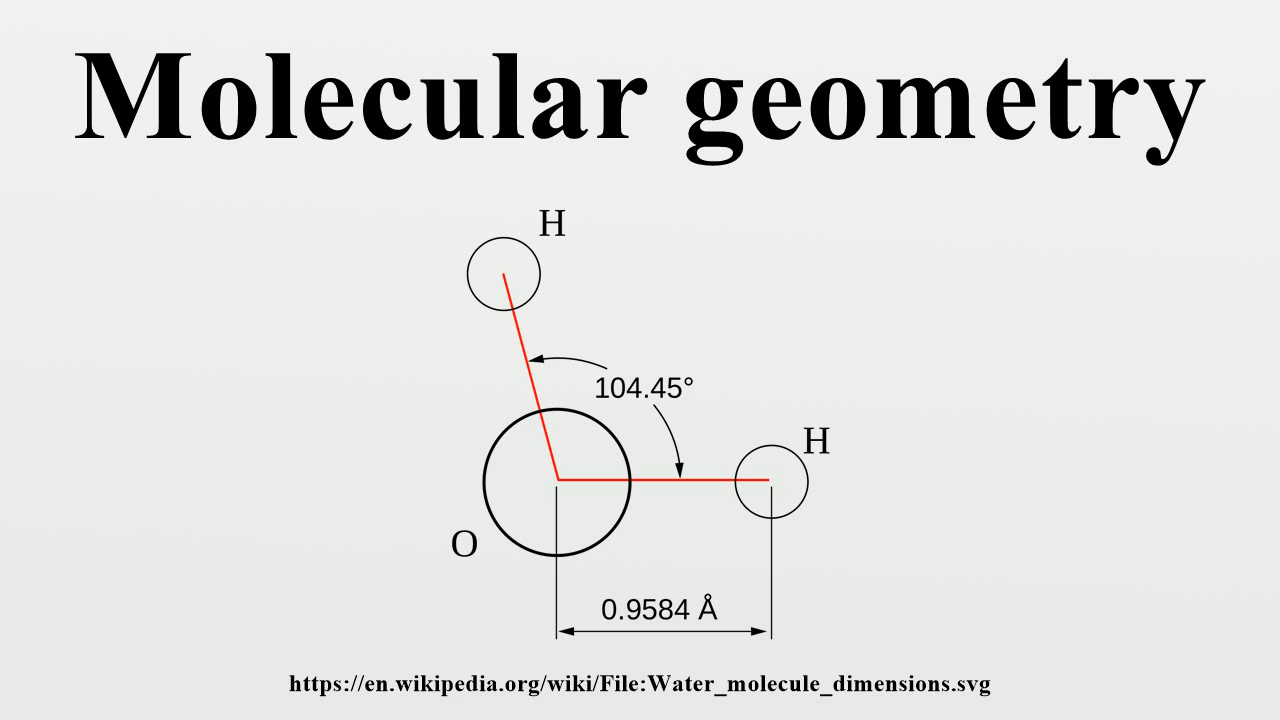 Molecular geometry
H
104.45°
H
O
0.9584 Å
https://en.wikipedia.org/wiki/File:Water_molecule_dimensions.svg